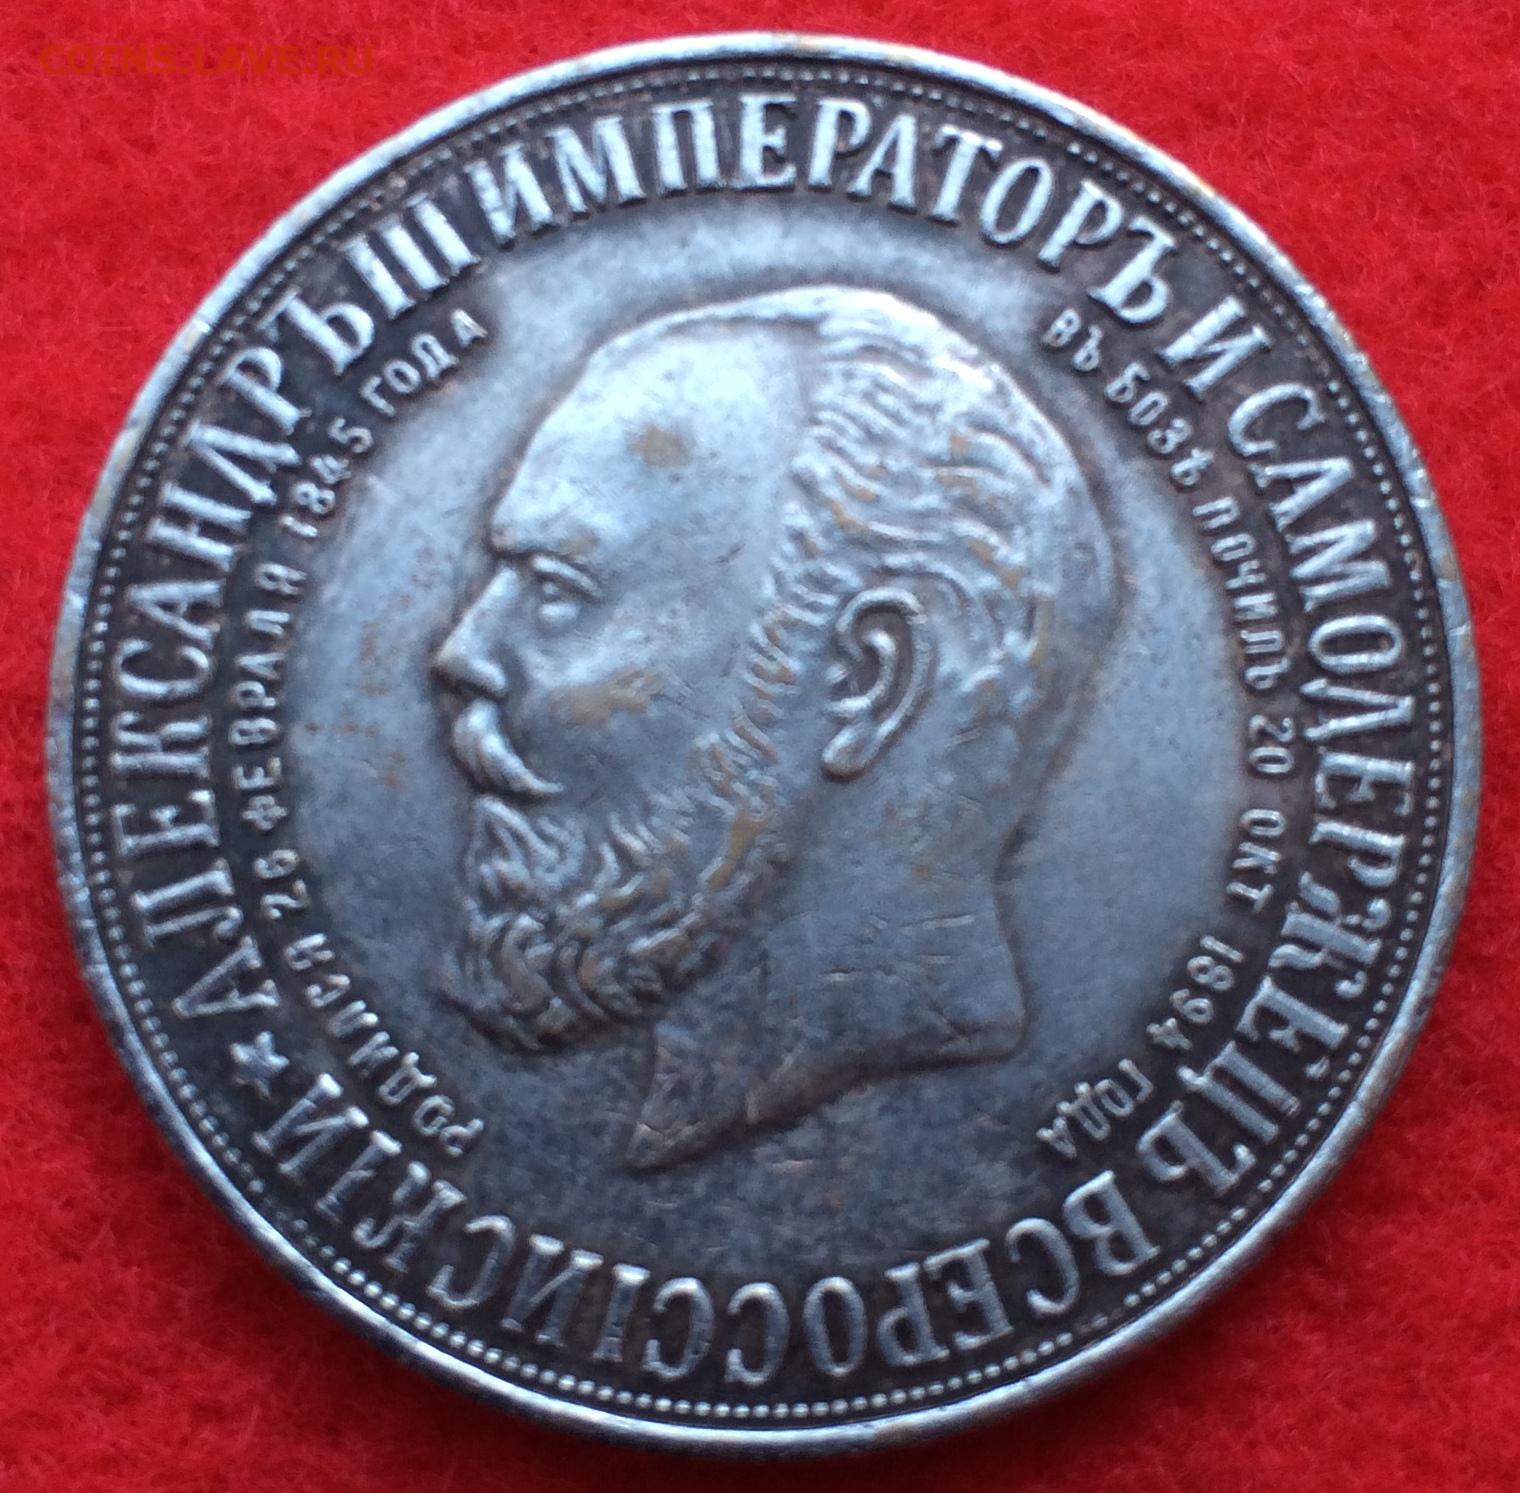 COINS.LAVE.RU
★ АЛЕКСАНДРЪ III ИМПЕРАТОРЪ И САМОДЕРЖЕЦЪ ВСЕРОССІИСКІИ
РОДИЛСЯ 26 ФЕВРАЛЯ 1845 ГОДА
ВЪ БОЗѢ ПОЧИЛЪ 20 ОКТ 1894 ГОДА